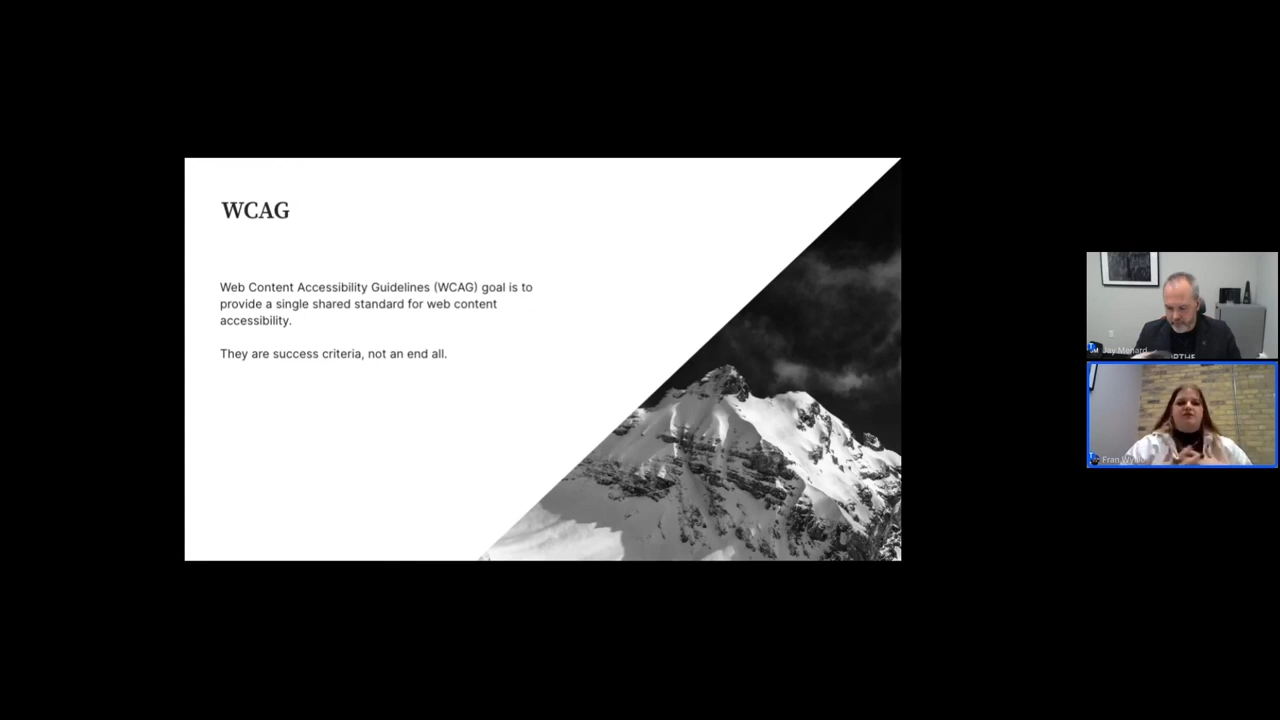 WCAG
Web Content Accessibility Guidelines (WCAG) goal is to
provide a single shared standard for web content
accessibility.
They are success criteria, not an end all.
Jay Menard
Fran